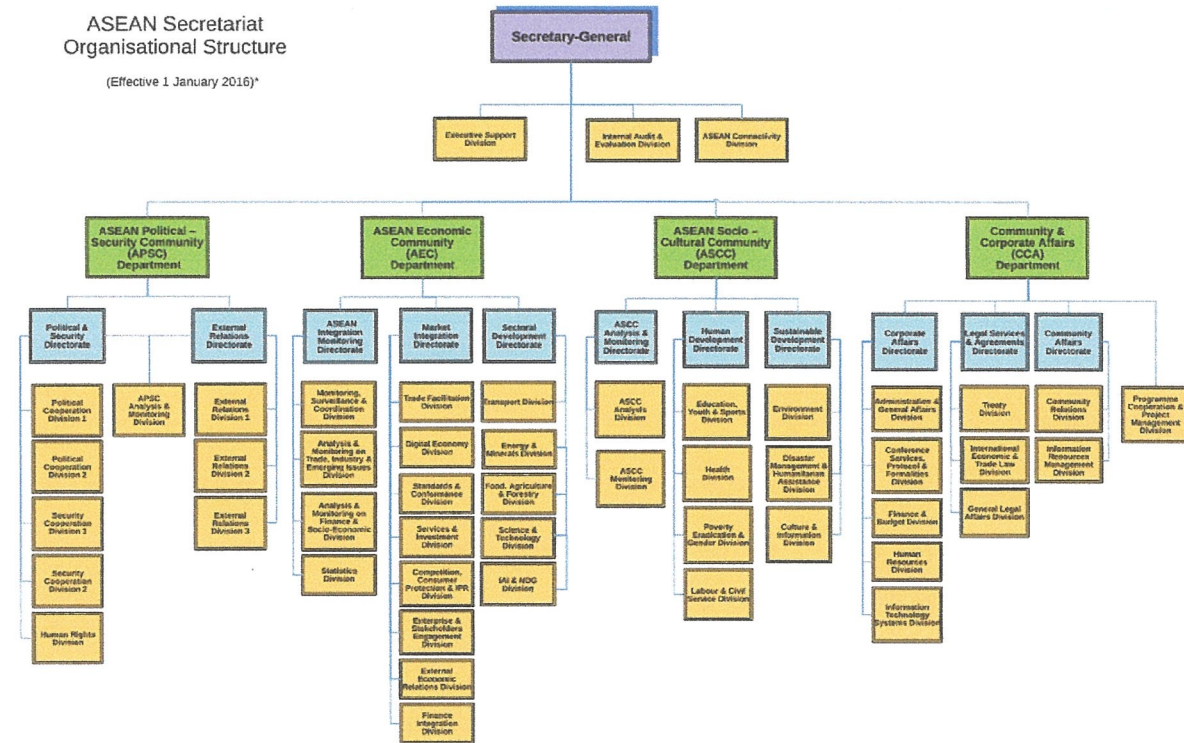 ASEAN Secretariat
Organisational Structure
(Effective 1 January 2016)*
Secretary-General
Executive Support
Division
Internal Audit &
Evaluation Division
ASEAN Connectivity
Division
ASEAN Political –
Security Community
(APSC)
Department
ASEAN Economic
Community
(AEC)
Department
ASEAN Socio –
Cultural Community
(ASCC)
Department
Community &
Corporate Affairs
(CCA)
Department
Political &
Security
Directorate
External
Relations
Directorate
ASEAN
Integration
Monitoring
Directorate
Market
Integration
Directorate
Sectoral
Development
Directorate
ASCC
Analysis &
Monitoring
Directorate
Human
Development
Directorate
Sustainable
Development
Directorate
Corporate
Affairs
Directorate
Legal Services
& Agreements
Directorate
Community
Affairs
Directorate
Political
Cooperation
Division 1
Political
Cooperation
Division 2
Security
Cooperation
Division 1
Security
Cooperation
Division 2
Human Rights
Division
APSC
Analysis &
Monitoring
Division
External
Relations
Division 1
External
Relations
Division 2
External
Relations
Division 3
Monitoring,
Surveillance &
Coordination
Division
Analysis &
Monitoring on
Trade, Industry &
Emerging Issues
Division
Analysis &
Monitoring on
Finance &
Socio-Economic
Division
Statistics
Division
Trade Facilitation
Division
Digital Economy
Division
Standards &
Conformance
Division
Services &
Investment
Division
Competition,
Consumer
Protection & IPR
Division
Enterprise &
Stakeholders
Engagement
Division
External
Economic
Relations Division
Finance
Integration
Division
Transport Division
Energy &
Minerals Division
Food, Agriculture
& Forestry
Division
Science &
Technology
Division
IAI & NDG
Division
ASCC
Analysis
Division
ASCC
Monitoring
Division
Education,
Youth & Sports
Division
Health
Division
Poverty
Eradication &
Gender Division
Labour & Civil
Service Division
Environment
Division
Disaster
Management &
Humanitarian
Assistance
Division
Culture &
Information
Division
Administration &
General Affairs
Division
Conference
Services,
Protocol &
Formalities
Division
Finance &
Budget Division
Human
Resources
Division
Information
Technology
Systems Division
Treaty
Division
International
Economic &
Trade Law
Division
General Legal
Affairs Division
Community
Relations
Division
Information
Resources
Management
Division
Programme
Cooperation &
Project
Management
Division